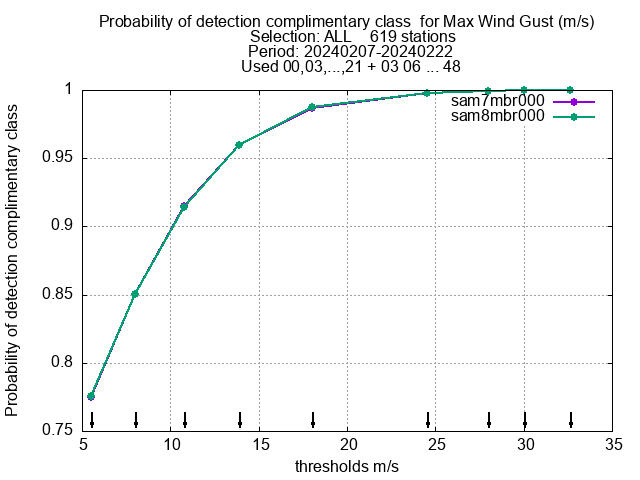 Probability of detection complimentary class  for Max Wind Gust (m/s)
Selection: ALL    619 stations
Period: 20240207-20240222
Used 00,03,...,21 + 03 06 ... 48
Probability of detection complimentary class
1
0.95
0.9
0.85
0.8
0.75
sam7mbr000
sam8mbr000
5 10 15 20 25 30 35
thresholds m/s